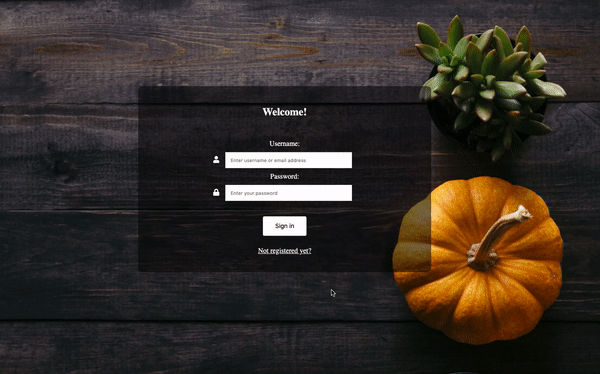 Welcome!
Username:
Enter username or email address
Password:
Enter your password
Sign in
Not registered yet?